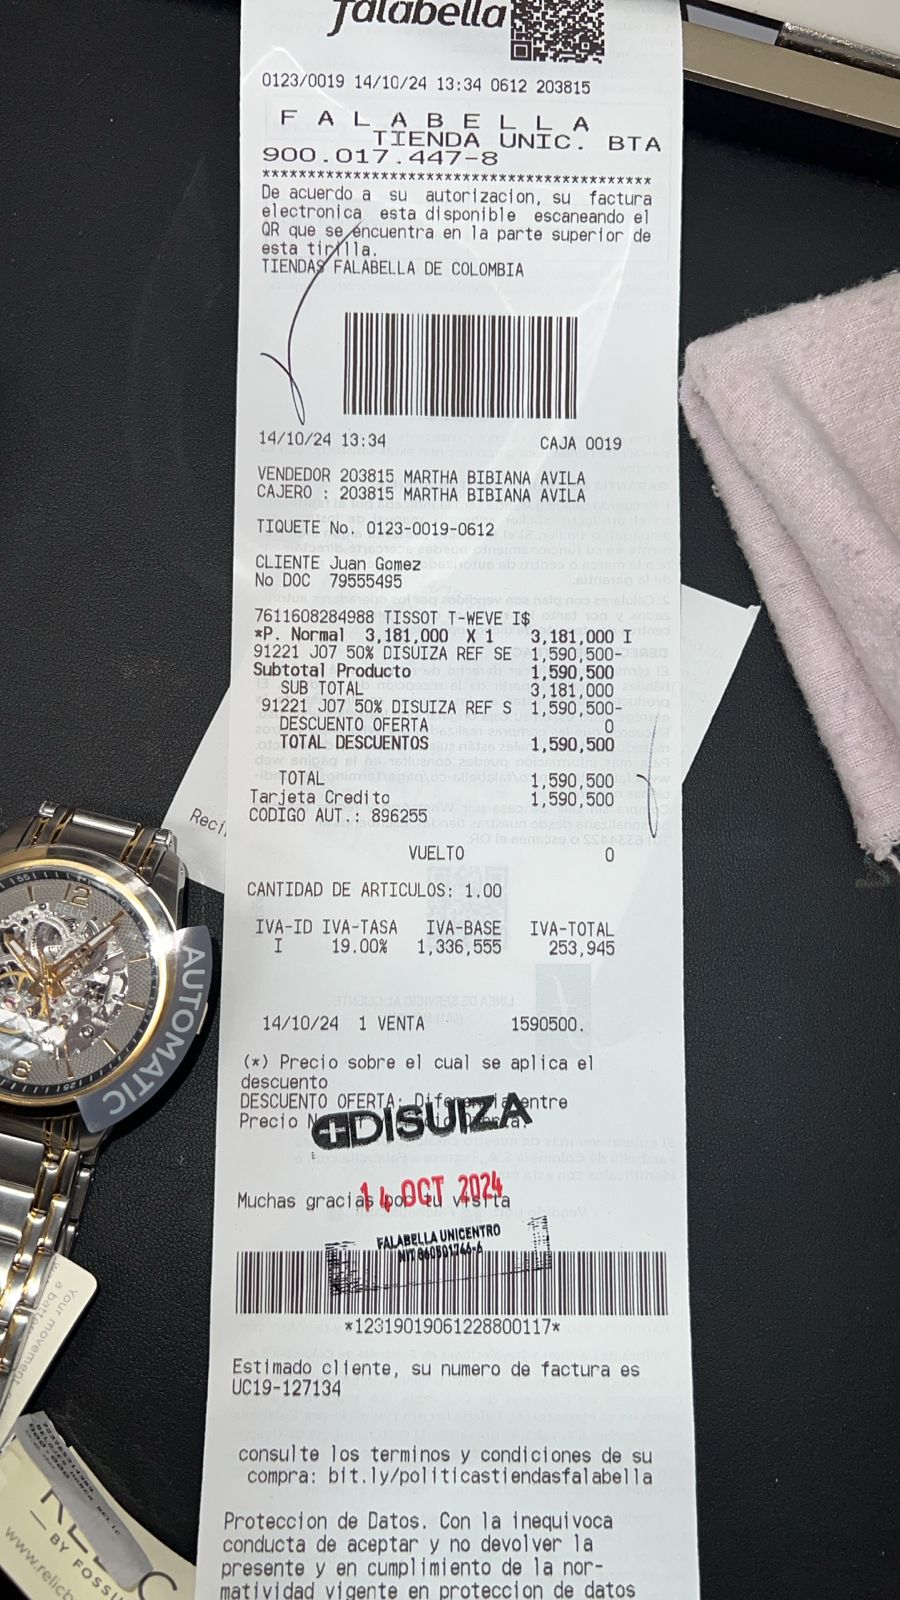 falabella
0123/0019 14/10/24 13:34 0612 203815
F A L A B E L L A
TIENDA UNIC. BTA
900.017.447-8
******************************************
De acuerdo a su autorizacion, su factura
electronica esta disponible escaneando el
QR que se encuentra en la parte superior de
esta tirilla.
TIENDAS FALABELLA DE COLOMBIA
14/10/24 13:34 CAJA 0019
VENDEDOR 203815 MARTHA BIBIANA AVILA
CAJERO : 203815 MARTHA BIBIANA AVILA
TIQUETE No. 0123-0019-0612
CLIENTE Juan Gomez
No DOC 79555495
7611608284988 TISSOT T-WEVE I$
*P. Normal 3,181,000 X 1 3,181,000 I
91221 J07 50% DISUIZA REF SE 1,590,500-
Subtotal Producto 1,590,500
SUB TOTAL 3,181,000
91221 J07 50% DISUIZA REF S 1,590,500-
DESCUENTO OFERTA 0
TOTAL DESCUENTOS 1,590,500
TOTAL 1,590,500
Tarjeta Credito 1,590,500
CODIGO AUT.: 896255
VUELTO 0
CANTIDAD DE ARTICULOS: 1.00
IVA-ID IVA-TASA IVA-BASE IVA-TOTAL
I 19.00% 1,336,555 253,945
14/10/24 1 VENTA 1590500.
(*) Precio sobre el cual se aplica el
descuento
DESCUENTO OFERTA: Diferencia entre
Precio
DISUIZA
14 OCT 2024
Muchas gracias por tu visita
FALABELLA UNICENTRO
NIT
*12319019061228800117*
Estimado cliente, su numero de factura es
UC19-127134
consulte los terminos y condiciones de su
compra: bit.ly/politicastiendasfalabella
Proteccion de Datos. Con la inequivoca
conducta de aceptar y no devolver la
presente y en cumplimiento de la nor-
matividad vigente en proteccion de datos
12
RELIC
8
AUTOMATIC
Your movement
BY FOSSIL